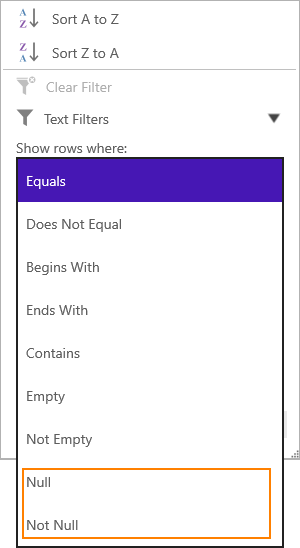 Sort A to Z
Sort Z to A
Clear Filter
Text Filters
Show rows where:
Equals
Does Not Equal
Begins With
Ends With
Contains
Empty
Not Empty
Null
Not Null